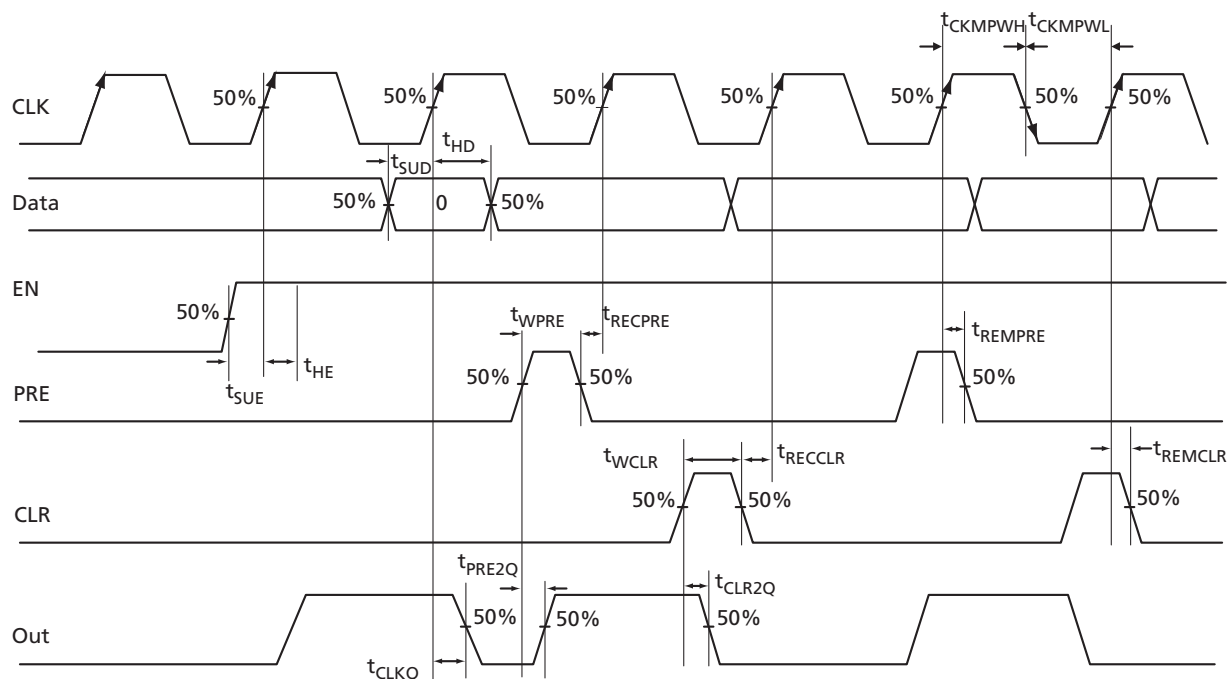 tCKMPWH tCKMPWL
CLK 50% 50% 50% 50% 50% 50% 50%
tSUD tHD
Data 50% 0 50%
EN 50%
tSUE tHE tWPRE tRECPRE tREMPRE
PRE 50% 50% 50%
tWCLR tRECCLR tREMCLR
CLR 50% 50% 50%
tPRE2Q tCLR2Q
Out 50% 50% 50%
tCLKQ